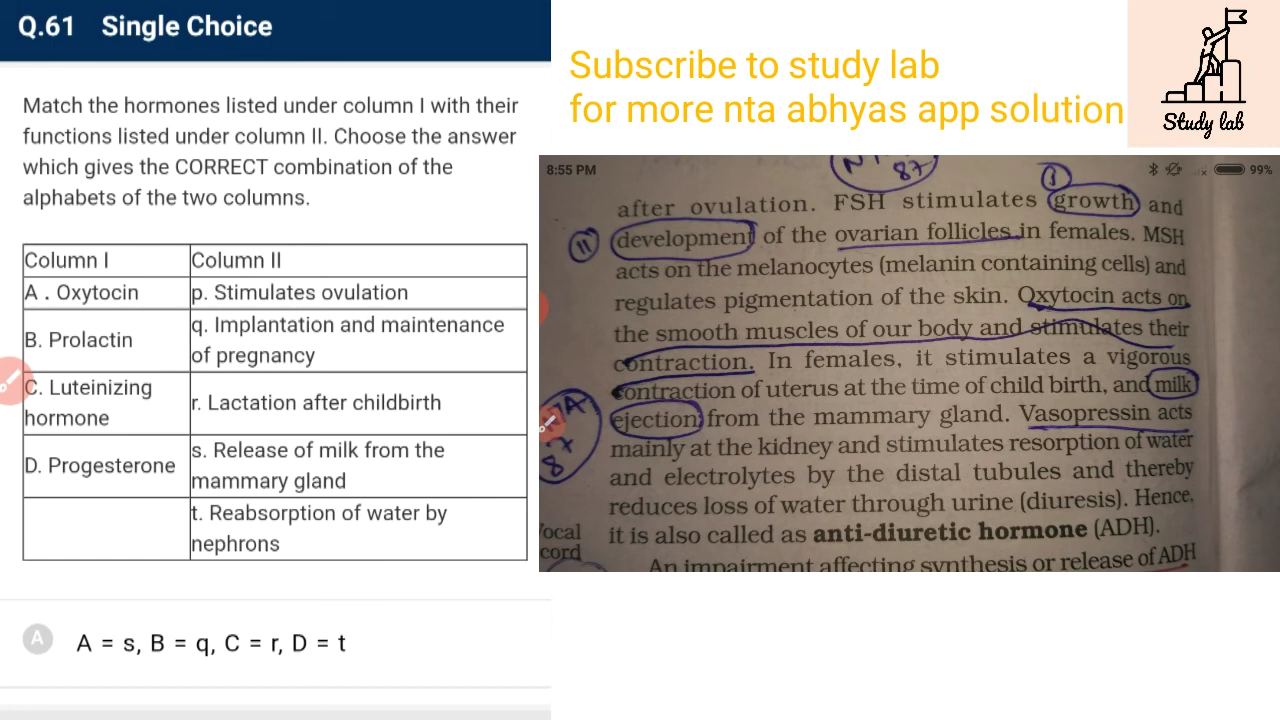 Q.61 Single Choice
Match the hormones listed under column I with their
functions listed under column II. Choose the answer
which gives the CORRECT combination of the
alphabets of the two columns.
Column I Column II
A . Oxytocin p. Stimulates ovulation
B. Prolactin q. Implantation and maintenance
of pregnancy
C. Luteinizing
hormone r. Lactation after childbirth
D. Progesterone s. Release of milk from the
mammary gland
t. Reabsorption of water by
nephrons
A A = s, B = q, C = r, D = t
Subscribe to study lab
for more nta abhyas app solution
Study lab
8:55 PM 99%
87
after ovulation. FSH stimulates growth and
development of the ovarian follicles in females. MSH
acts on the melanocytes (melanin containing cells) and
regulates pigmentation of the skin. Oxytocin acts on
the smooth muscles of our body and stimulates their
contraction. In females, it stimulates a vigorous
contraction of uterus at the time of child birth, and milk
ejection from the mammary gland. Vasopressin acts
mainly at the kidney and stimulates resorption of water
and electrolytes by the distal tubules and thereby
reduces loss of water through urine (diuresis). Hence,
it is also called as anti-diuretic hormone (ADH).
An impairment affecting synthesis or release of ADH
87
cord